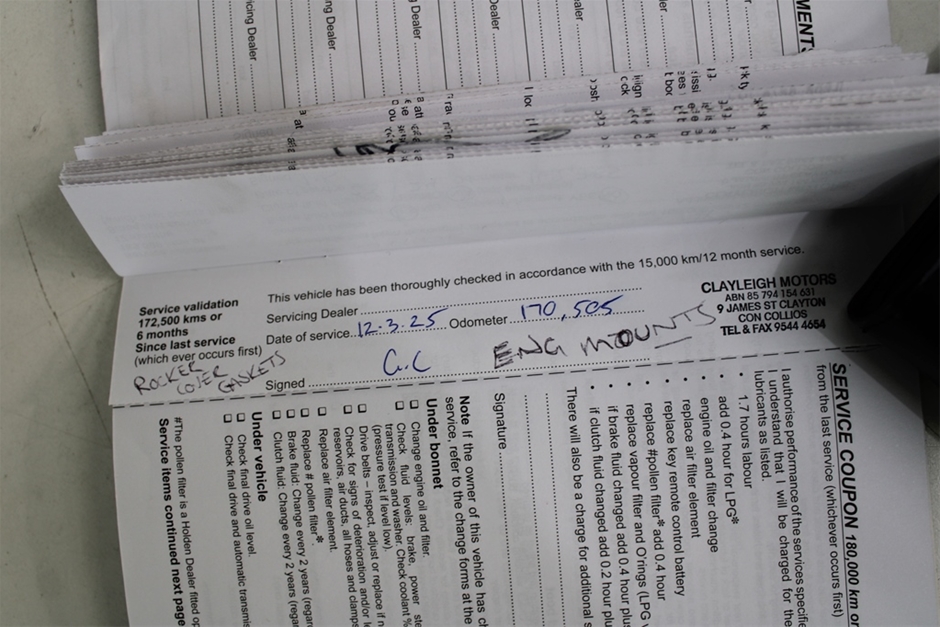 MENTS
icing Dealer
ing Dealer
g Dealer
Dealer
aler
ler
This vehicle has been thoroughly checked in accordance with the 15,000 km/12 month service.
Service validation
172,500 kms or
6 months
Since last service
(which ever occurs first)
Servicing Dealer
Date of service 12.3.25 Odometer 170,505
Signed G.C
ROCKER
COVER
GASKETS
ENG MOUNTS
CLAYLEIGH MOTORS
ABN 85 794 154 631
9 JAMES ST CLAYTON
CON COLLIOS
TEL & FAX 9544 4654
SERVICE COUPON 180,000 km or
from the last service (whichever occurs first)
I authorise performance of the services specifi
I understand that I will be charged for the
lubricants as listed.
• 1.7 hours labour
add 0.4 hour for LPG*
• engine oil and filter change
• replace air filter element
• replace key remote control battery
• replace #pollen filter* add 0.4 hour
• replace vapour filter and O'rings (LPG
• if brake fluid changed add 0.4 hour plus
• if clutch fluid changed add 0.2 hour plu
There will also be a charge for additional s
Signature
Note If the owner of this vehicle has ch
service, refer to the change forms at the
Under bonnet
☐ Change engine oil and filter.
☐ Check fluid levels: brake, power ste
transmission and washer. Check coolant %
(pressure test if level low).
☐ Drive belts – inspect, adjust or replace if n
☐ Check for signs of deterioration and/or l
reservoirs, air ducts, all hoses and clamps
☐ Replace air filter element.
☐ Replace # pollen filter.*
☐ Brake fluid: Change every 2 years (regar
☐ Clutch fluid: Change every 2 years (regar
Under vehicle
☐ Check final drive oil level.
☐ Check final drive and automatic transmis
#The pollen filter is a Holden Dealer fitted op
Service items continued next page